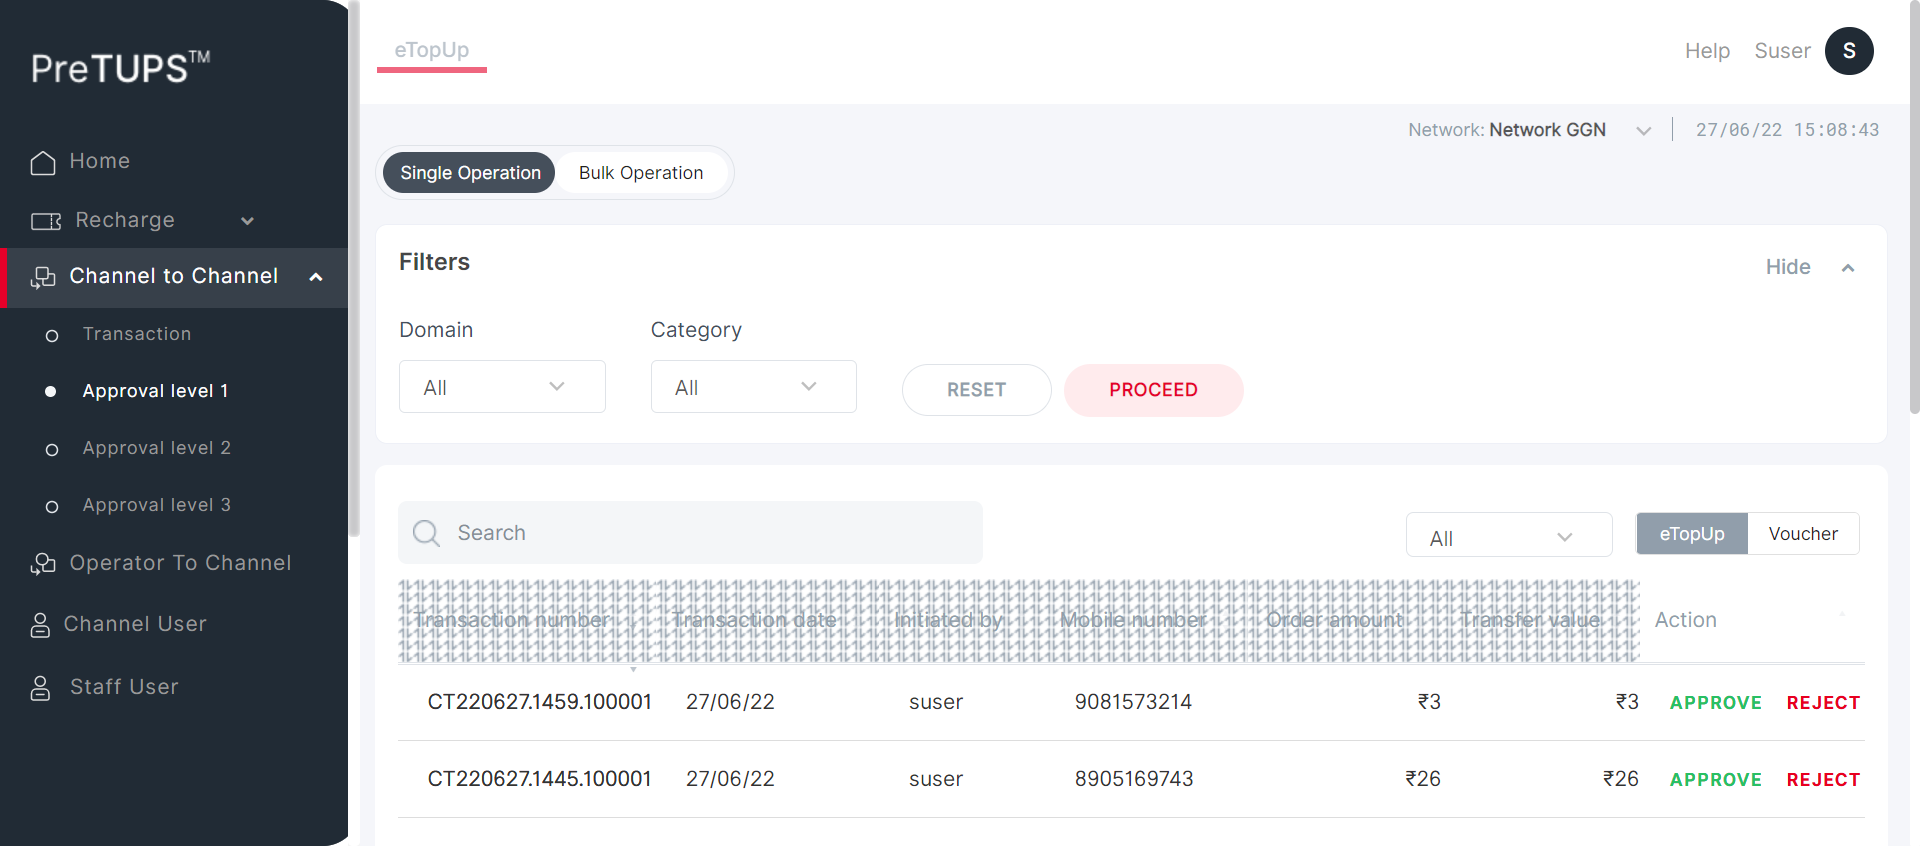 PreTUPS™
Home
Recharge
Channel to Channel
Transaction
Approval level 1
Approval level 2
Approval level 3
Operator To Channel
Channel User
Staff User
eTopUp
Help Suser S
Network: Network GGN 27/06/22 15:08:43
Single Operation Bulk Operation
Filters
Hide
Domain Category
All All RESET PROCEED
Search All eTopUp Voucher
Transaction number Transaction date Initiated by Mobile number Order amount Transfer value Action
CT220627.1459.100001 27/06/22 suser 9081573214 ₹3 ₹3 APPROVE REJECT
CT220627.1445.100001 27/06/22 suser 8905169743 ₹26 ₹26 APPROVE REJECT